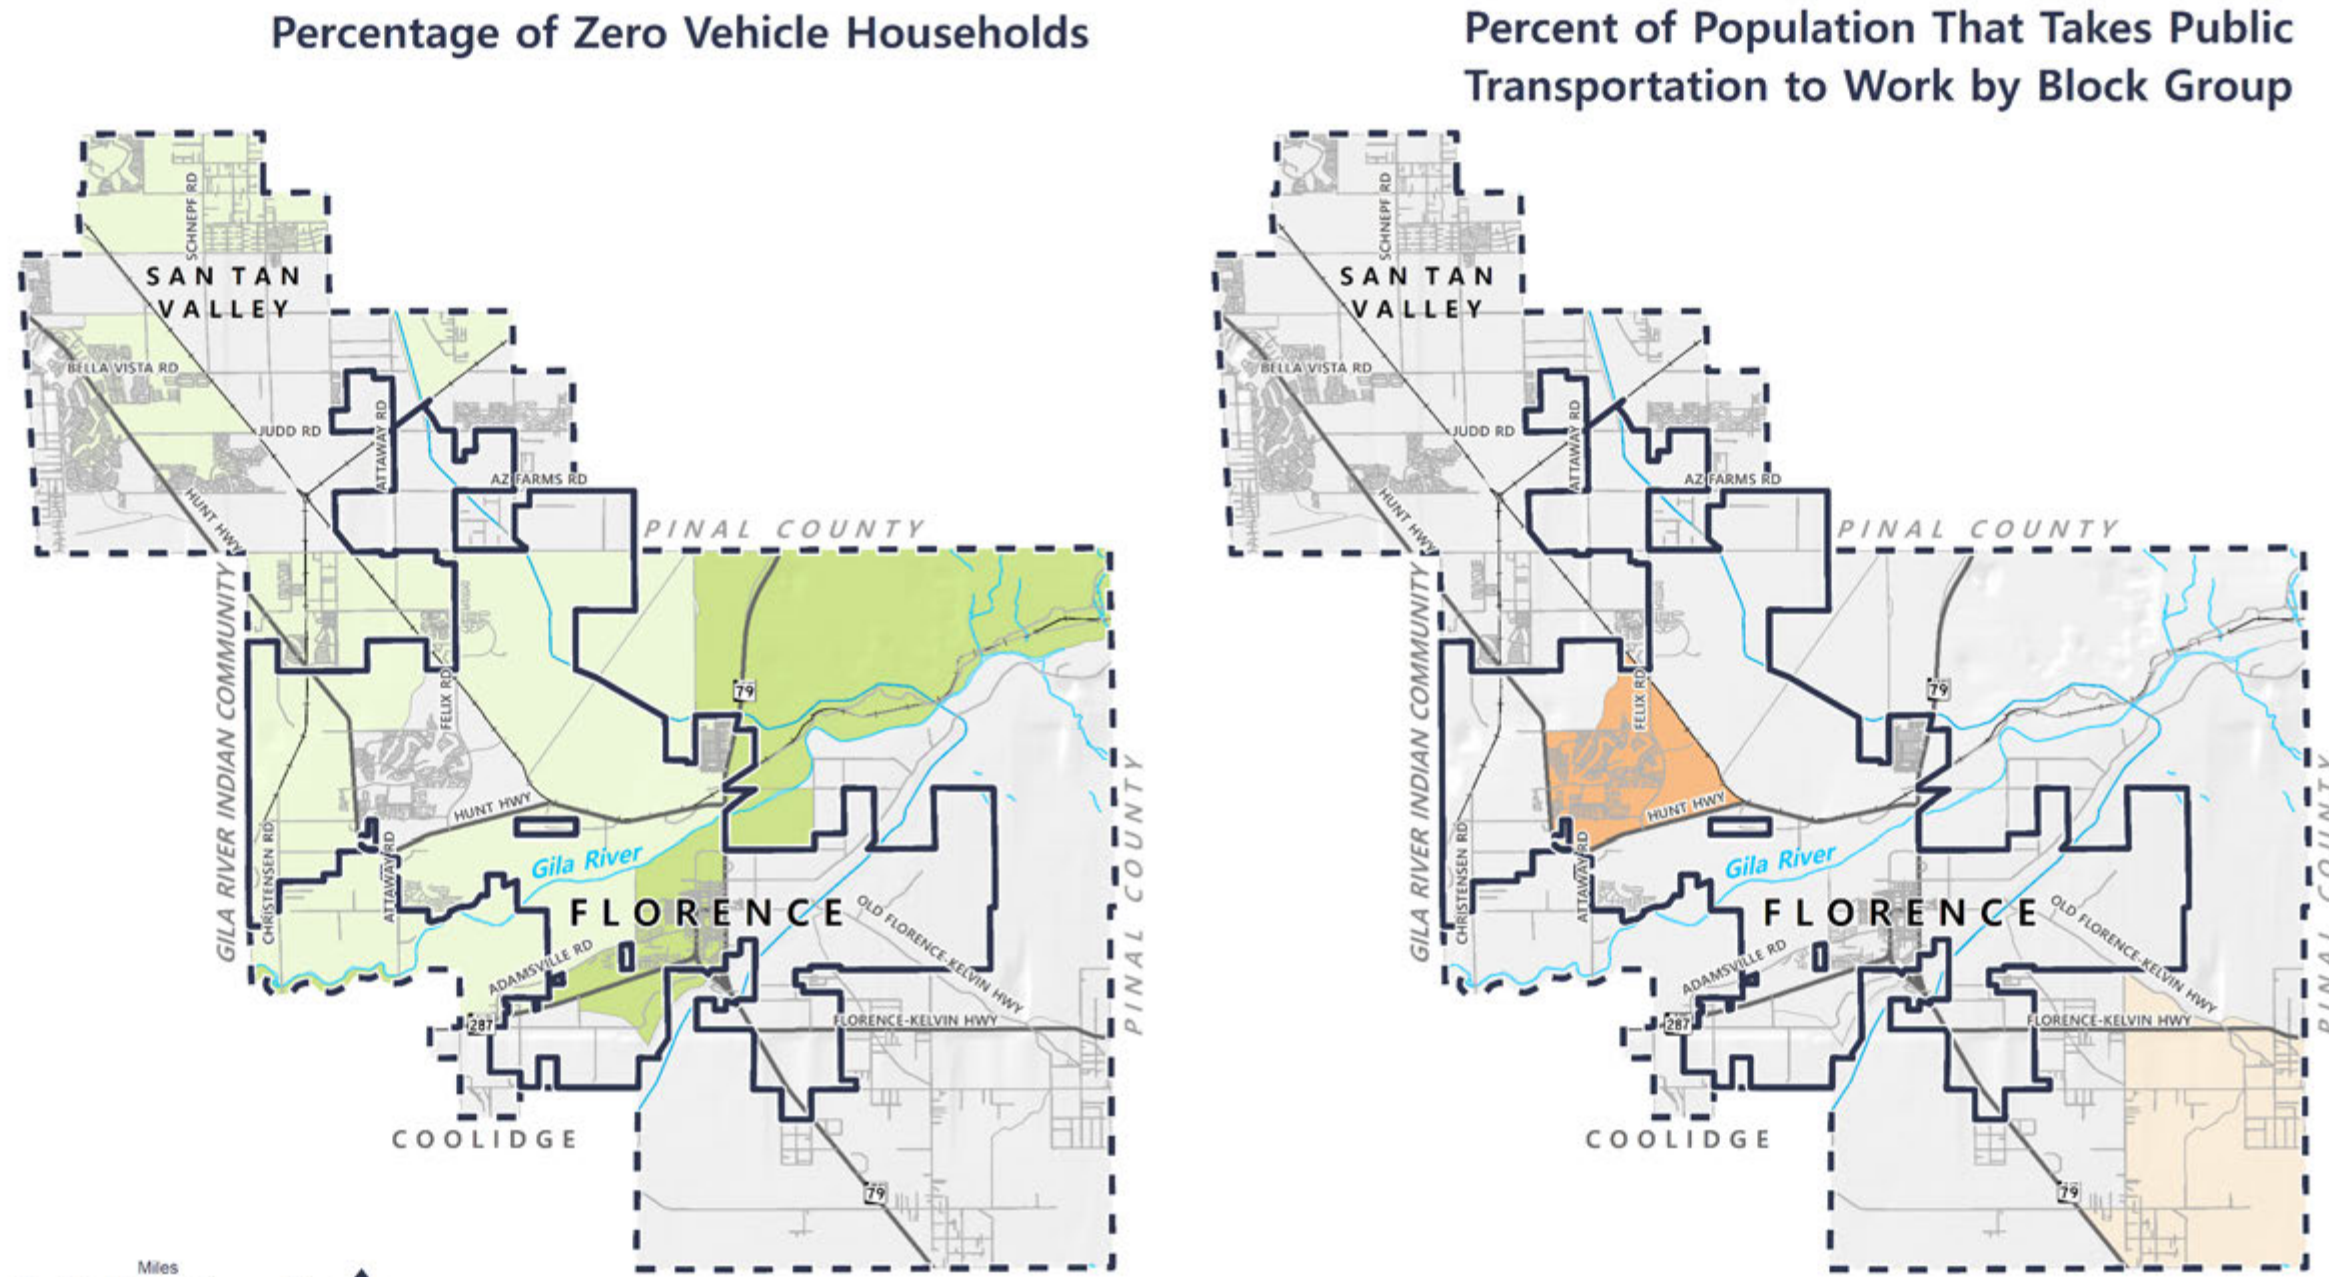 Percentage of Zero Vehicle Households
SCHNEPF RD
SAN TAN
VALLEY
BELLA VISTA RD
JUDD RD
ATTAWAY RD
AZ FARMS RD
HUNT HWY
PINAL COUNTY
GILA RIVER INDIAN COMMUNITY
79
FELIX RD
HUNT HWY
CHRISTENSEN RD
ATTAWAY RD
Gila River
FLORENCE
OLD FLORENCE-KELVIN HWY
ADAMSVILLE RD
287
FLORENCE-KELVIN HWY
PINAL COUNTY
COOLIDGE
79
Miles
Percent of Population That Takes Public
Transportation to Work by Block Group
SCHNEPF RD
SAN TAN
VALLEY
BELLA VISTA RD
JUDD RD
ATTAWAY RD
AZ FARMS RD
HUNT HWY
PINAL COUNTY
GILA RIVER INDIAN COMMUNITY
79
FELIX RD
HUNT HWY
CHRISTENSEN RD
ATTAWAY RD
Gila River
FLORENCE
OLD FLORENCE-KELVIN HWY
ADAMSVILLE RD
287
FLORENCE-KELVIN HWY
PINAL COUNTY
COOLIDGE
79